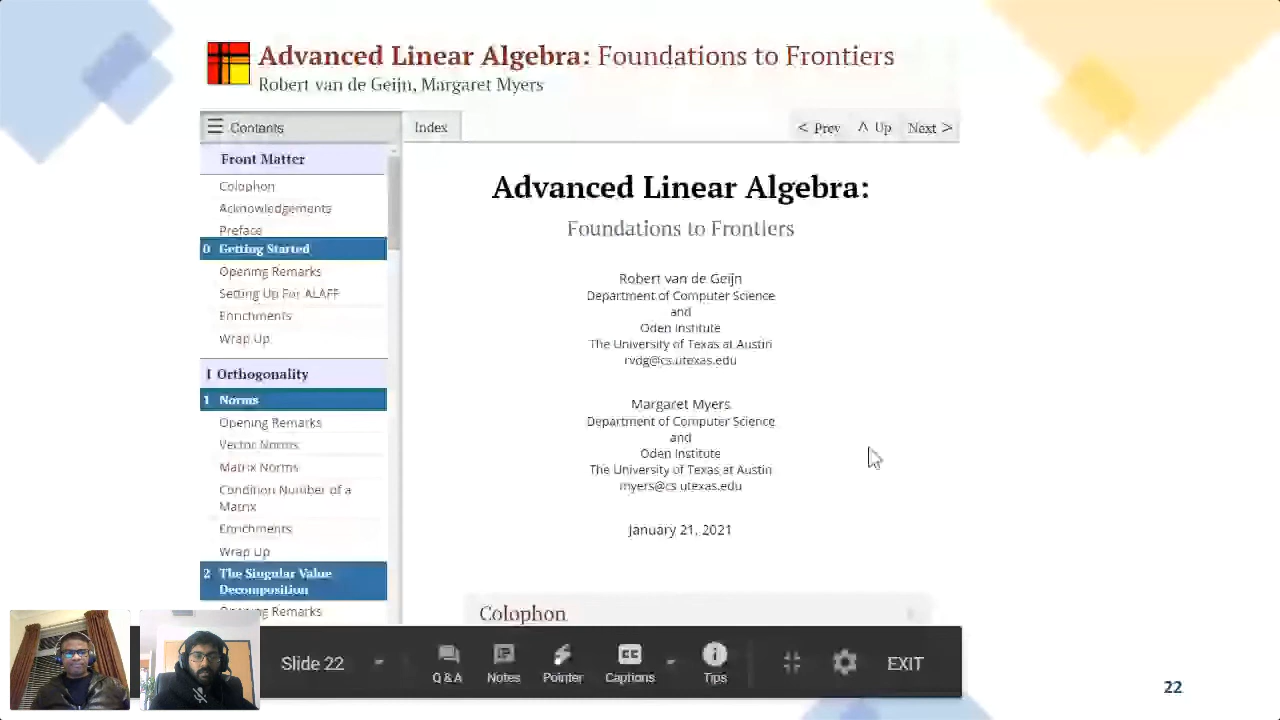 Advanced Linear Algebra: Foundations to Frontiers
Robert van de Geijn, Margaret Myers
Contents
Index
< Prev
^ Up
Next >
Front Matter
Colophon
Acknowledgements
Preface
0 Getting Started
Opening Remarks
Setting Up For ALAFF
Enrichments
Wrap Up
I Orthogonality
1 Norms
Opening Remarks
Vector Norms
Matrix Norms
Condition Number of a
Matrix
Enrichments
Wrap Up
2 The Singular Value
Decomposition
Opening Remarks
Advanced Linear Algebra:
Foundations to Frontiers
Robert van de Geijn
Department of Computer Science
and
Oden Institute
The University of Texas at Austin
rvdg@cs.utexas.edu
Margaret Myers
Department of Computer Science
and
Oden Institute
The University of Texas at Austin
myers@cs.utexas.edu
January 21, 2021
Colophon
Slide 22
Q & A
Notes
Pointer
CC
Captions
Tips
EXIT
22